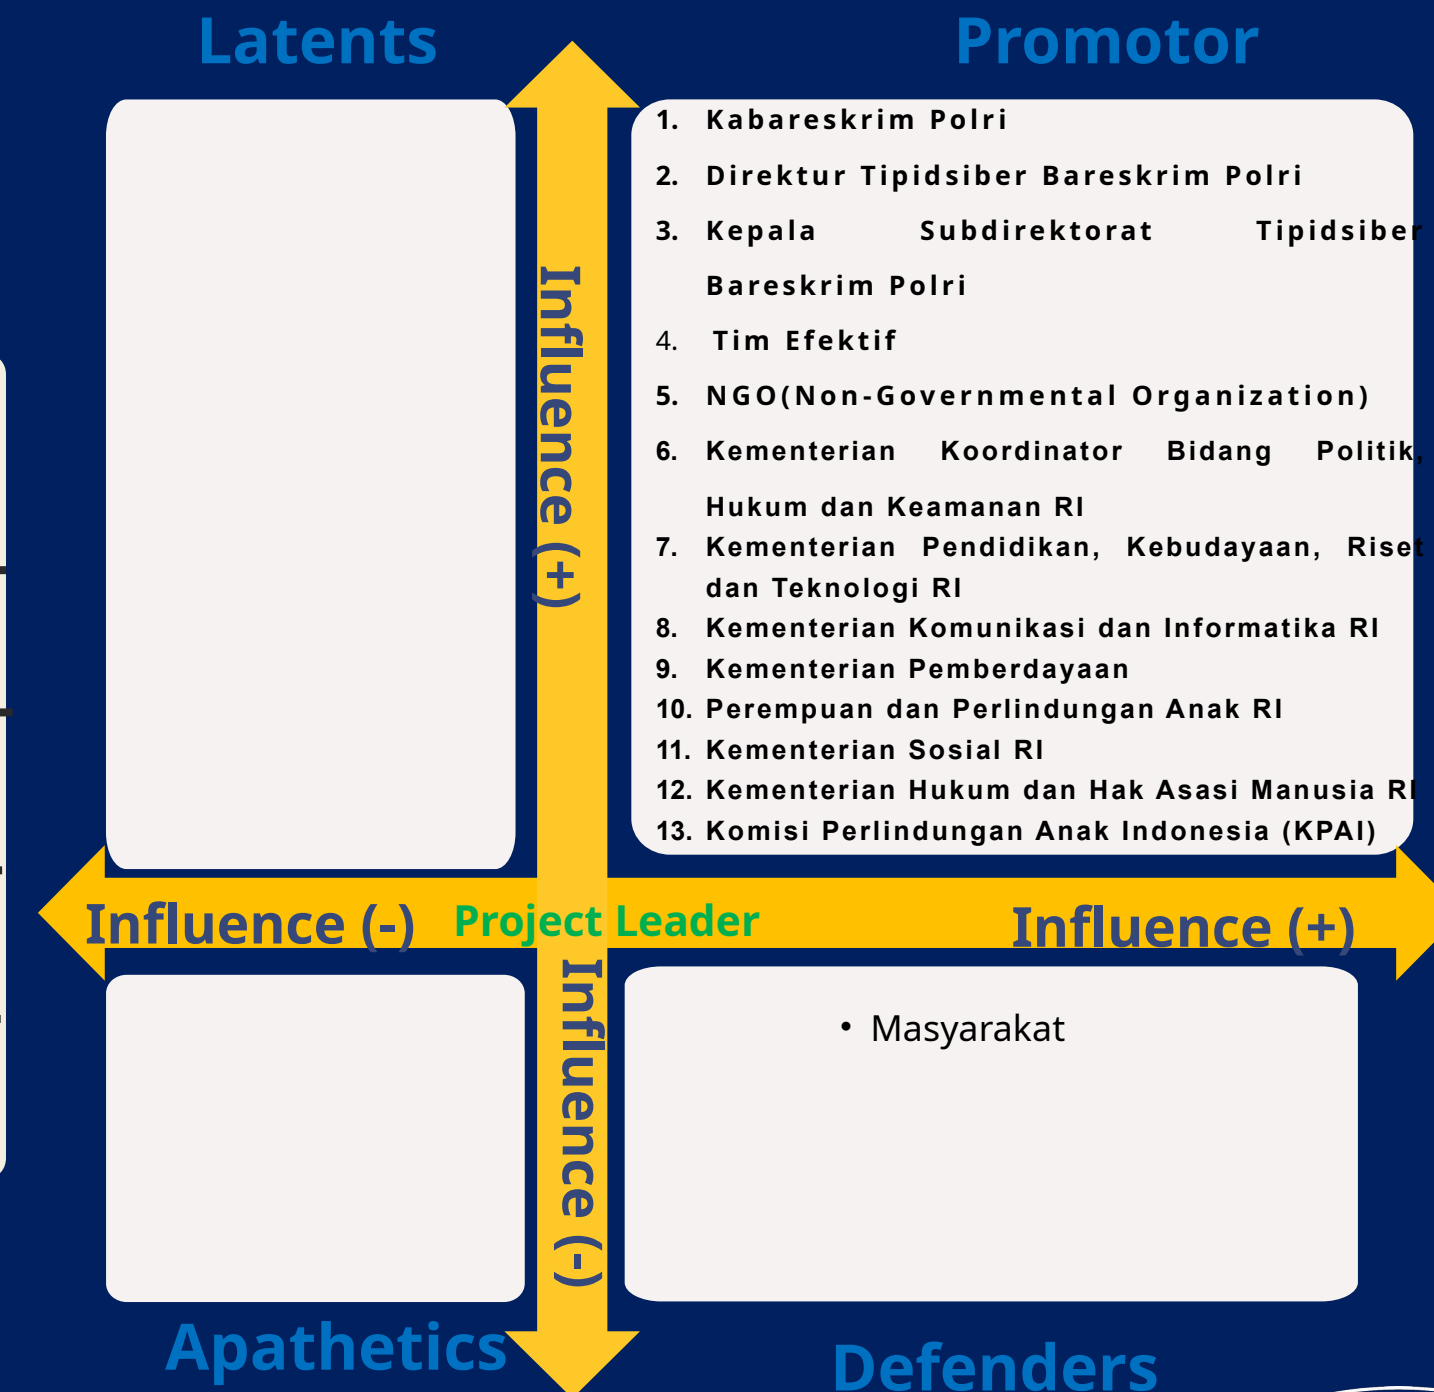 Latents
Promotor
1. Kabareskrim Polri
2. Direktur Tipidsiber Bareskrim Polri
3. Kepala Subdirektorat Tipidsiber
Bareskrim Polri
4. Tim Efektif
5. NGO(Non-Governmental Organization)
6. Kementerian Koordinator Bidang Politik,
Hukum dan Keamanan RI
7. Kementerian Pendidikan, Kebudayaan, Riset
dan Teknologi RI
8. Kementerian Komunikasi dan Informatika RI
9. Kementerian Pemberdayaan
10. Perempuan dan Perlindungan Anak RI
11. Kementerian Sosial RI
12. Kementerian Hukum dan Hak Asasi Manusia RI
13. Komisi Perlindungan Anak Indonesia (KPAI)
Influence (+)
Influence (-)
Project Leader
Influence (+)
Influence (-)
• Masyarakat
Apathetics
Defenders